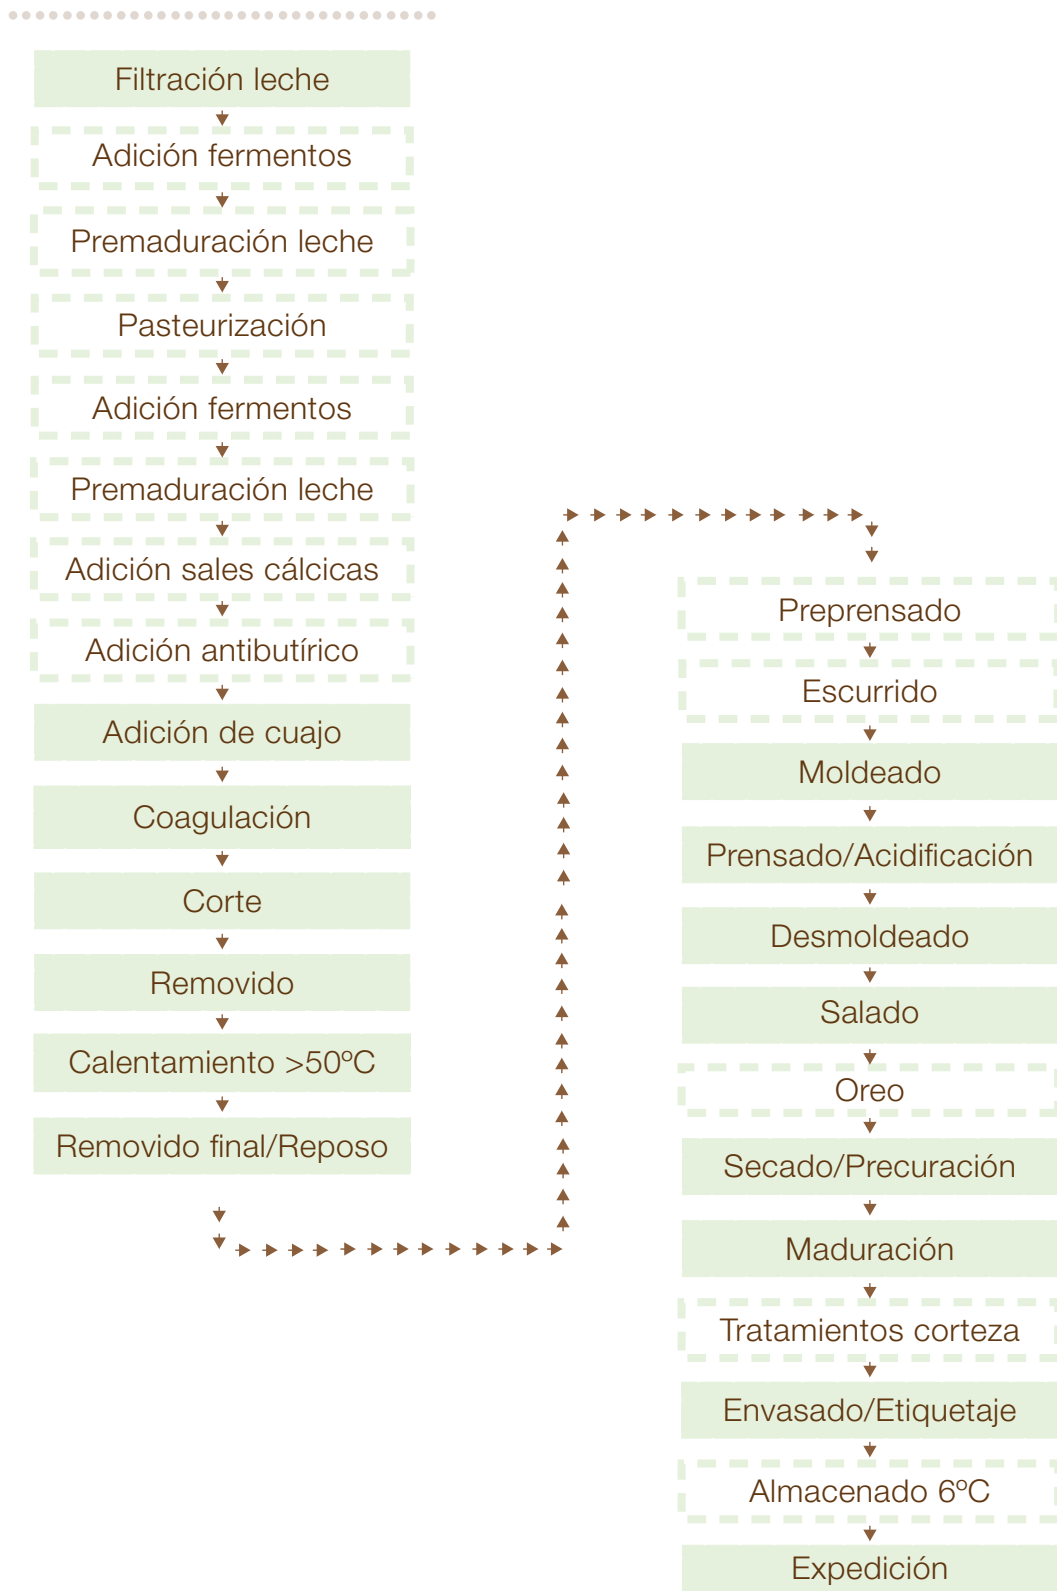 Filtración leche
Adición fermentos
Premaduración leche
Pasteurización
Adición fermentos
Premaduración leche
Adición sales cálcicas
Adición antibutírico
Adición de cuajo
Coagulación
Corte
Removido
Calentamiento >50ºC
Removido final/Reposo
Preprensado
Escurrido
Moldeado
Prensado/Acidificación
Desmoldeado
Salado
Oreo
Secado/Precuración
Maduración
Tratamientos corteza
Envasado/Etiquetaje
Almacenado 6ºC
Expedición